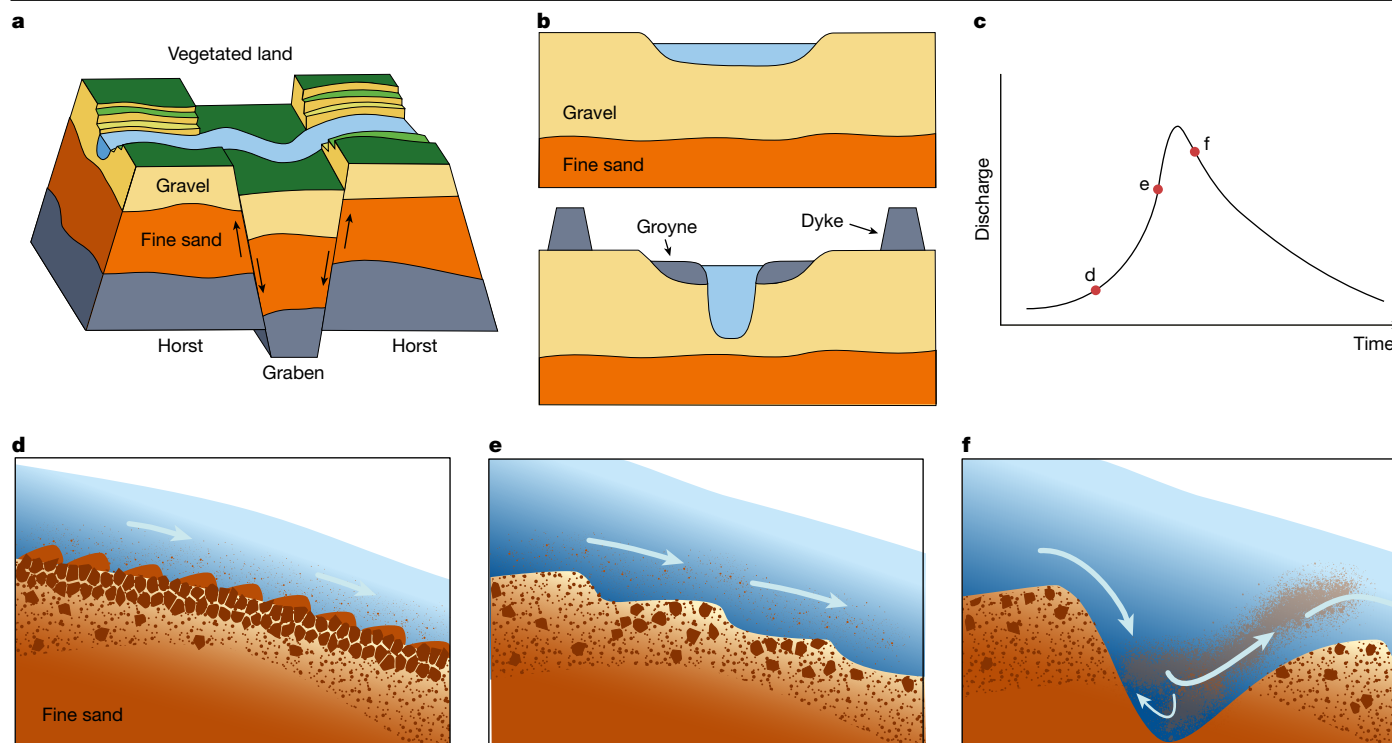 a
Vegetated land
Gravel
Fine sand
Horst
Graben
Horst
b
Gravel
Fine sand
Groyne
Dyke
c
Discharge
d
e
f
Time
d
Fine sand
e
f